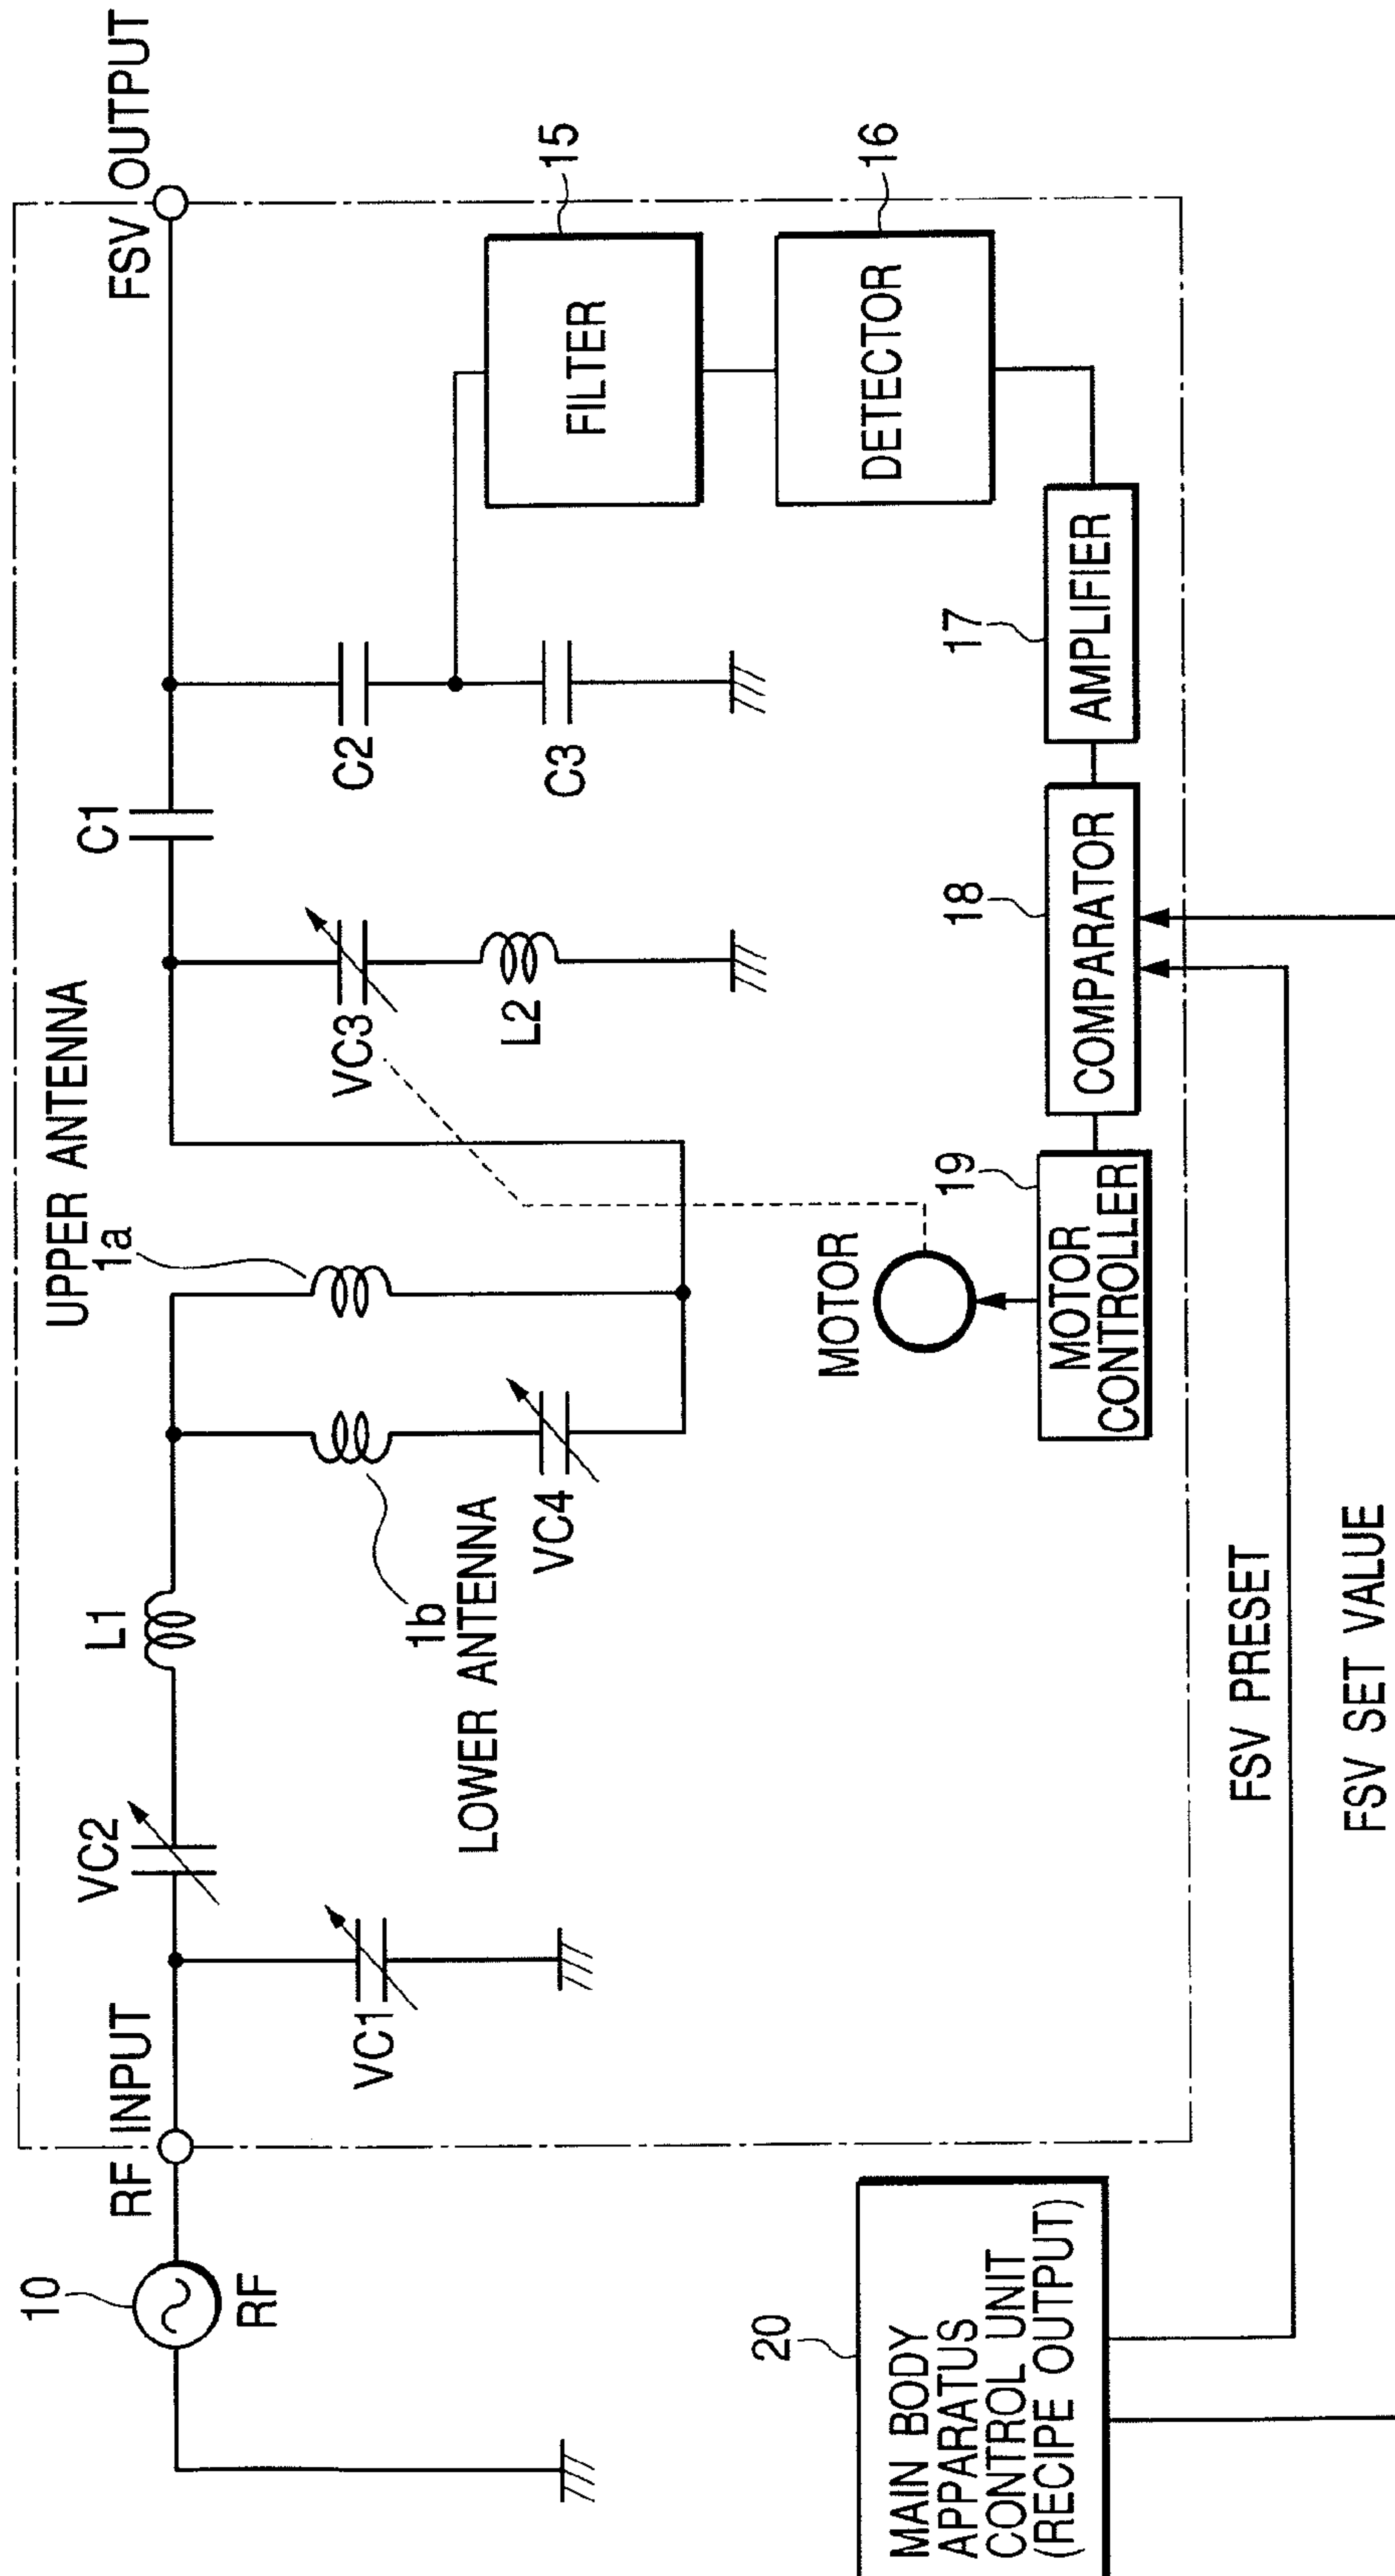 10
RF
RF INPUT
VC1
VC2
L1
1b
LOWER ANTENNA
VC4
UPPER ANTENNA
1a
VC3
L2
C1
C2
C3
FSV OUTPUT
FILTER
15
DETECTOR
16
17
AMPLIFIER
18
COMPARATOR
19
MOTOR
CONTROLLER
MOTOR
20
MAIN BODY
APPARATUS
CONTROL UNIT
(RECIPE OUTPUT)
FSV PRESET
FSV SET VALUE